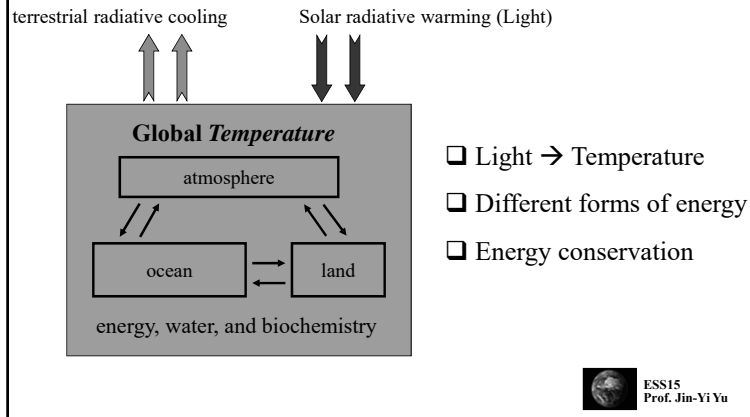 terrestrial radiative cooling
Solar radiative warming (Light)
Global Temperature
atmosphere
ocean
land
energy, water, and biochemistry
❑ Light → Temperature
❑ Different forms of energy
❑ Energy conservation
ESS15
Prof. Jin-Yi Yu